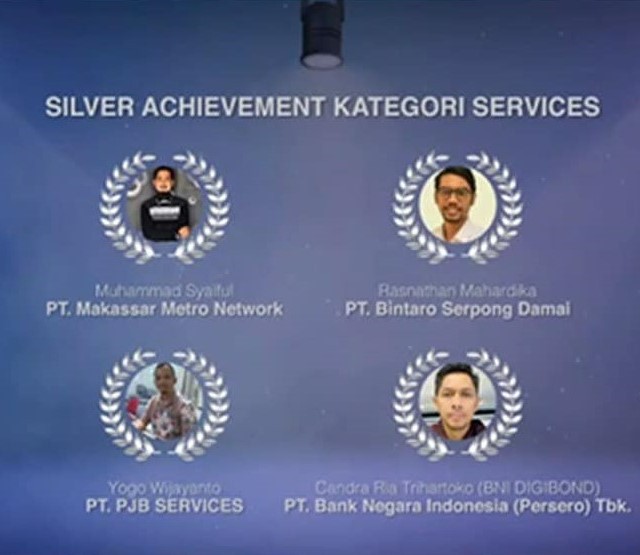 SILVER ACHIEVEMENT KATEGORI SERVICES
Muhammad Syaiful
PT. Makassar Metro Network
Rasnathan Mahardika
PT. Bintaro Serpong Damai
Yogo Wijayanto
PT. PJB SERVICES
Candra Ria Trihartoko (BNI DIGIBOND)
PT. Bank Negara Indonesia (Persero) Tbk.